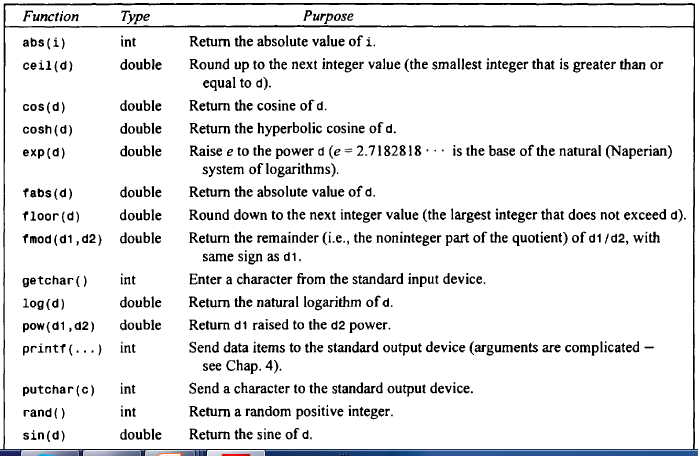 Function Type Purpose
abs(i) int Return the absolute value of i.
ceil(d) double Round up to the next integer value (the smallest integer that is greater than or
equal to d).
cos(d) double Return the cosine of d.
cosh(d) double Return the hyperbolic cosine of d.
exp(d) double Raise e to the power d (e = 2.7182818 · · · is the base of the natural (Naperian)
system of logarithms).
fabs(d) double Return the absolute value of d.
floor(d) double Round down to the next integer value (the largest integer that does not exceed d).
fmod(d1,d2) double Return the remainder (i.e., the noninteger part of the quotient) of d1/d2, with
same sign as d1.
getchar() int Enter a character from the standard input device.
log(d) double Return the natural logarithm of d.
pow(d1,d2) double Return d1 raised to the d2 power.
printf(...) int Send data items to the standard output device (arguments are complicated —
see Chap. 4).
putchar(c) int Send a character to the standard output device.
rand() int Return a random positive integer.
sin(d) double Return the sine of d.